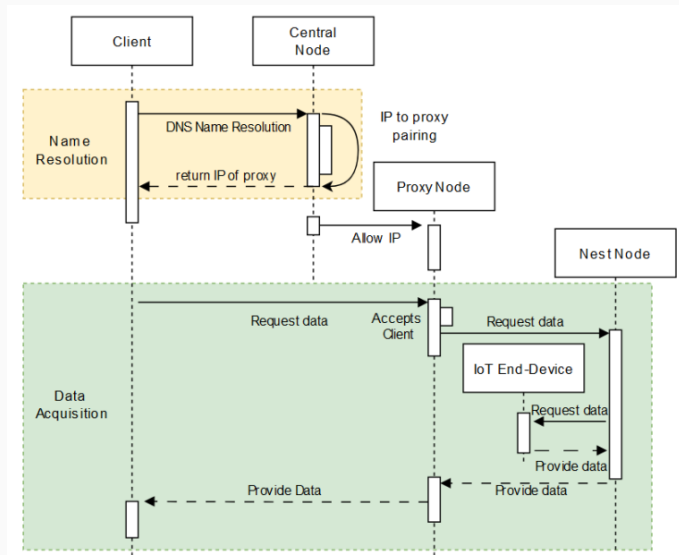 Client
Central
Node
DNS Name Resolution
IP to proxy
pairing
Name
Resolution
return IP of proxy
Proxy Node
Allow IP
Nest Node
Request data
Accepts
Client
Request data
IoT End-Device
Data
Acquisition
Request data
Provide data
Provide Data
Provide data